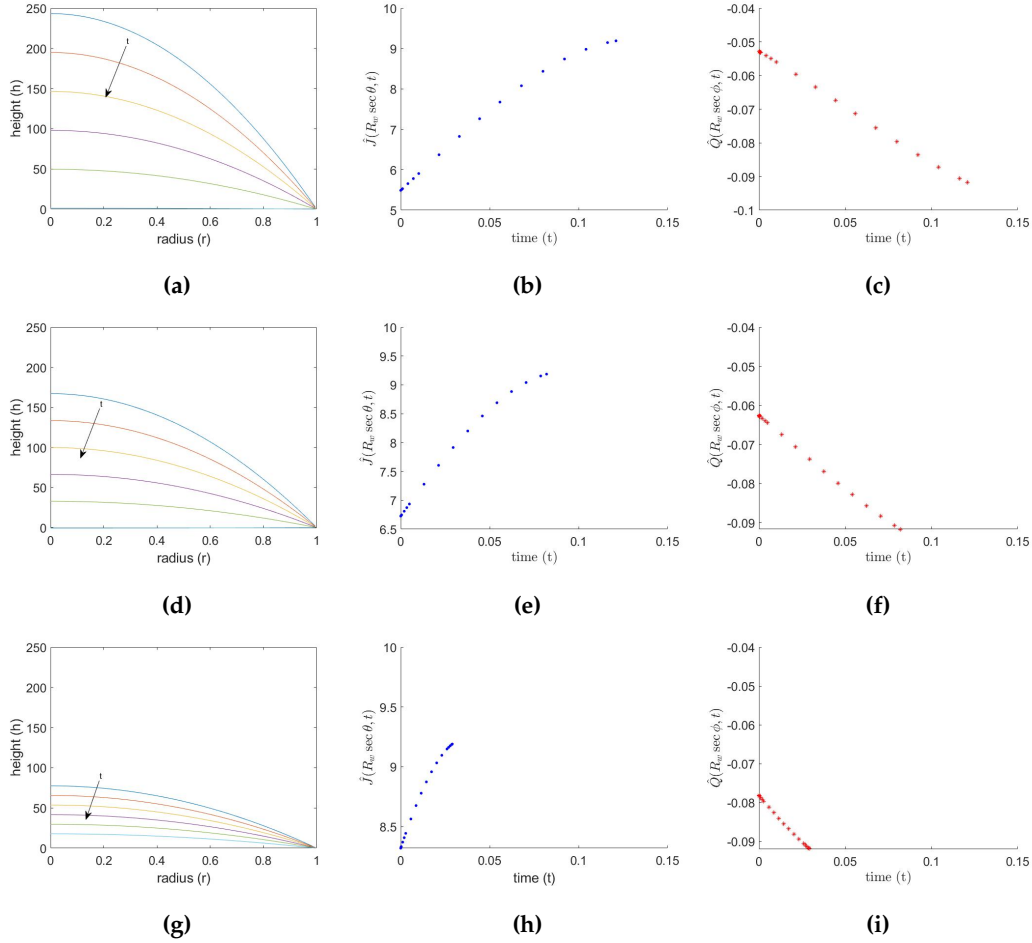 250
200
150
100
50
0
height (h)
t
0 0.2 0.4 0.6 0.8 1
radius (r)
(a)
10
9
8
7
6
5
Ĵ(R_w sec θ, t)
0 0.05 0.1 0.15
time (t)
(b)
-0.04
-0.05
-0.06
-0.07
-0.08
-0.09
-0.1
Q̂(R_w sec ϕ, t)
0 0.05 0.1 0.15
time (t)
(c)
250
200
150
100
50
0
height (h)
t
0 0.2 0.4 0.6 0.8 1
radius (r)
(d)
10
9.5
9
8.5
8
7.5
7
6.5
Ĵ(R_w sec θ, t)
0 0.05 0.1 0.15
time (t)
(e)
-0.04
-0.05
-0.06
-0.07
-0.08
-0.09
Q̂(R_w sec ϕ, t)
0 0.05 0.1 0.15
time (t)
(f)
250
200
150
100
50
0
height (h)
t
0 0.2 0.4 0.6 0.8 1
radius (r)
(g)
10
9.5
9
8.5
Ĵ(R_w sec θ, t)
0 0.05 0.1 0.15
time (t)
(h)
-0.04
-0.05
-0.06
-0.07
-0.08
-0.09
Q̂(R_w sec ϕ, t)
0 0.05 0.1 0.15
time (t)
(i)